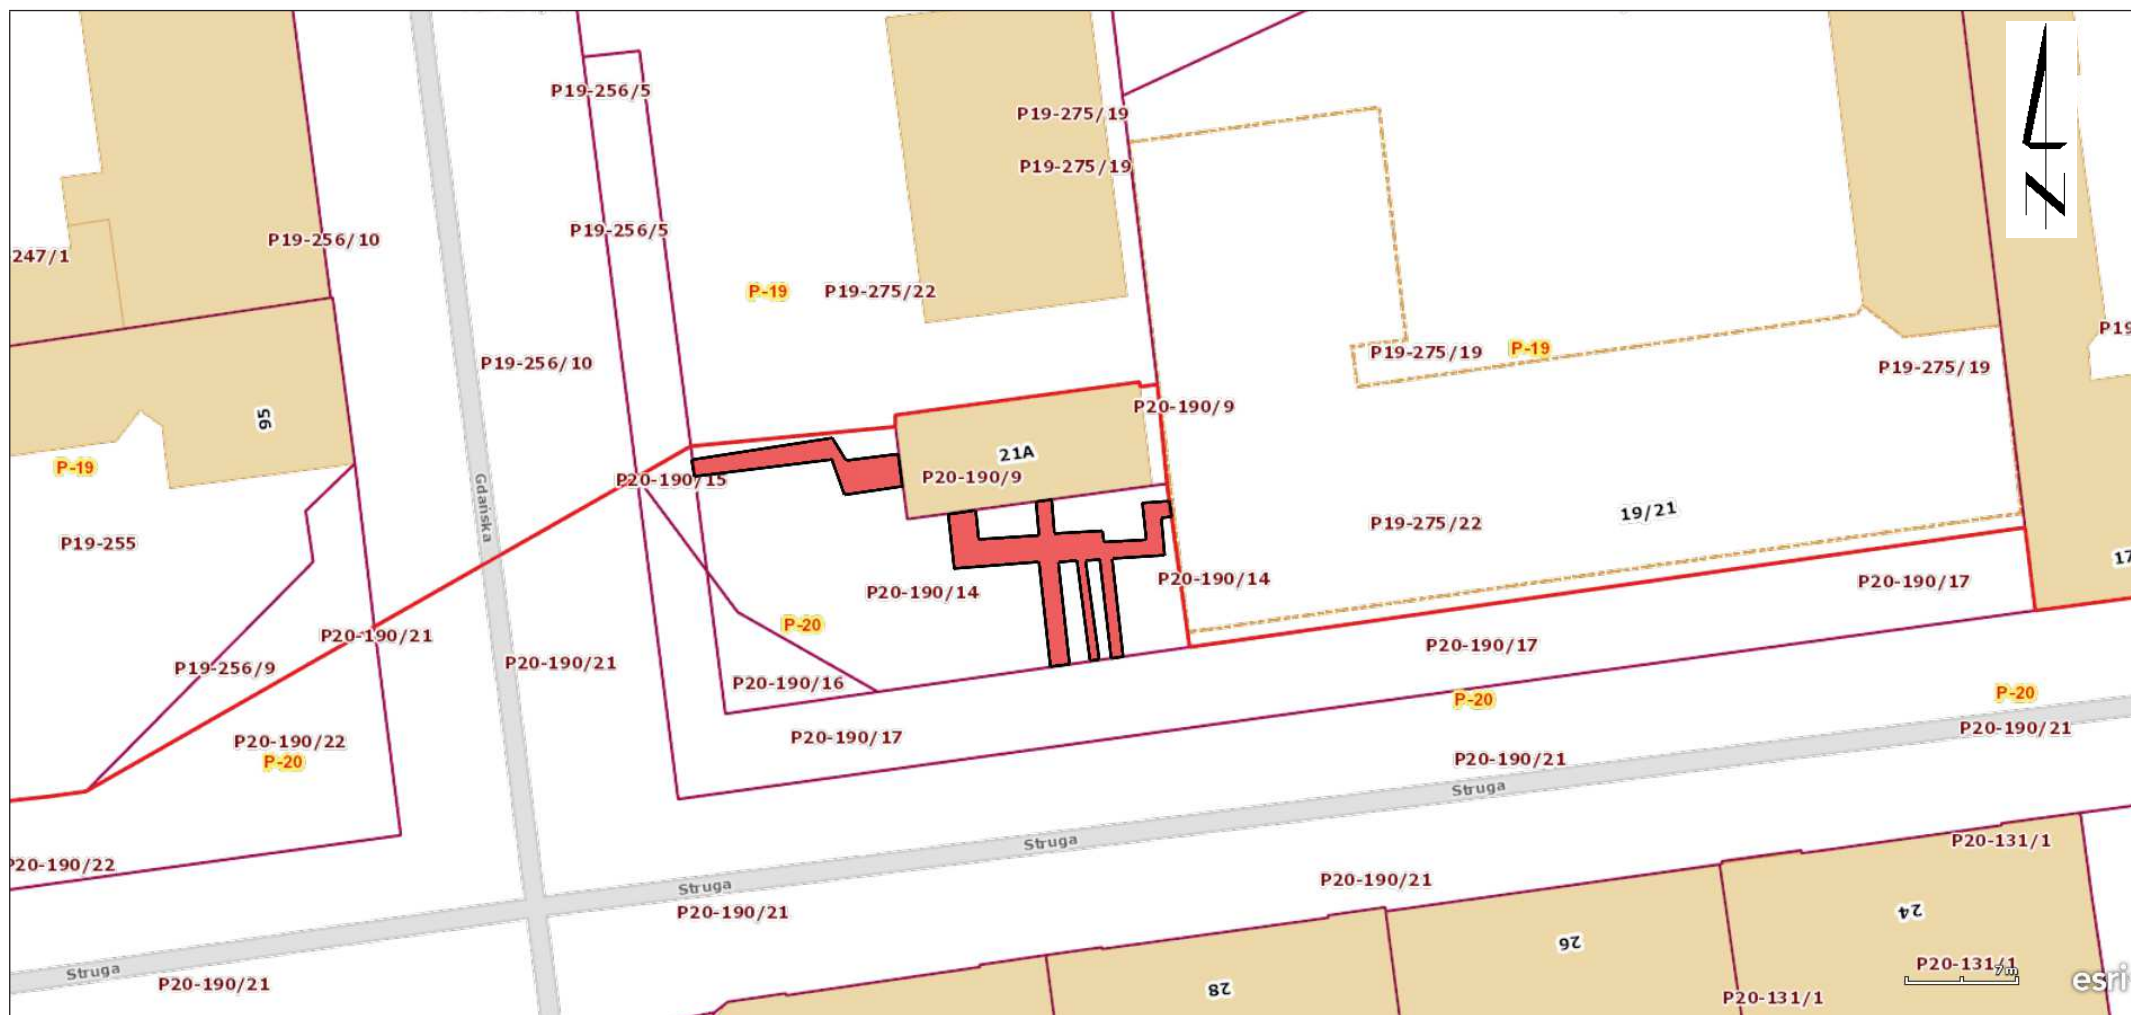 P19-256/5
P19-275/19
P19-275/19
P19-256/5
P19-256/10
247/1
P-19
P19-275/22
P19
P19-275/19
P-19
P19-256/10
P19-275/19
P20-190/9
95
21A
P-19
P20-190/9
P20-190/15
Gdańska
19/21
P19-275/22
P19-255
17
P20-190/14
P20-190/14
P20-190/17
P-20
P20-190/21
P20-190/17
P20-190/21
P19-256/9
P20-190/16
P-20
P-20
P20-190/21
P20-190/17
P20-190/22
P-20
P20-190/21
Struga
Struga
P20-131/1
P20-190/22
P20-190/21
Struga
P20-190/21
24
26
P20-131/1
Struga
7m
esri
P20-190/21
28
P20-131/1
N